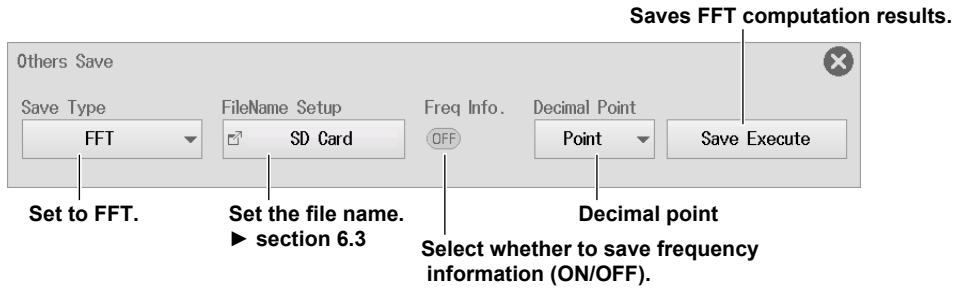 Saves FFT computation results.
Others Save
Save Type FileName Setup Freq Info. Decimal Point
FFT SD Card OFF Point Save Execute
Set to FFT.
Set the file name.
► section 6.3
Decimal point
Select whether to save frequency
information (ON/OFF).